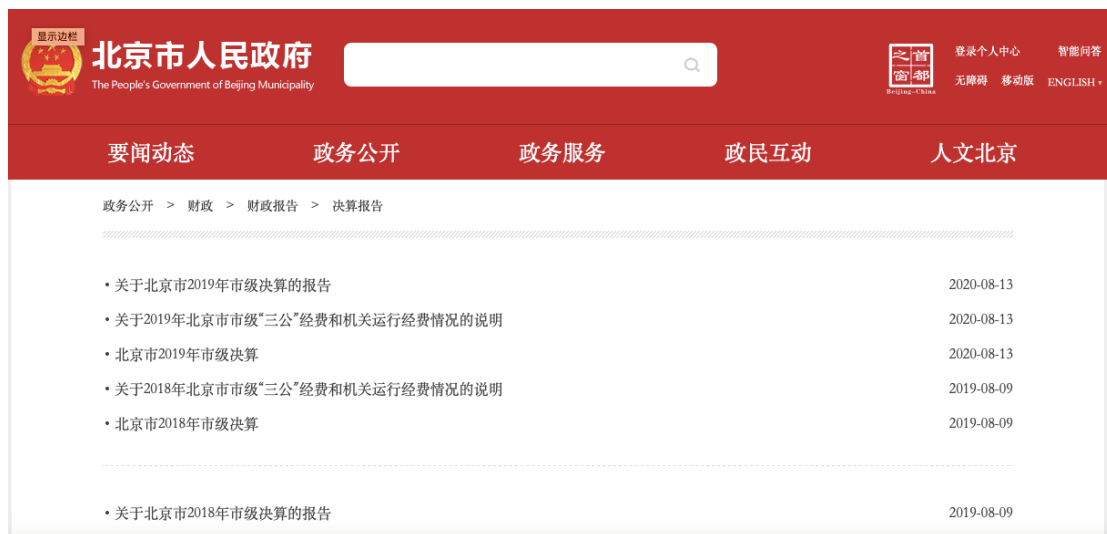 显示边栏
北京市人民政府
The People's Government of Beijing Municipality
之首
窗都
Beijing-China
登录个人中心 智能问答
无障碍 移动版 ENGLISH
要闻动态 政务公开 政务服务 政民互动 人文北京
政务公开 > 财政 > 财政报告 > 决算报告
• 关于北京市2019年市级决算的报告 2020-08-13
• 关于2019年北京市市级“三公”经费和机关运行经费情况的说明 2020-08-13
• 北京市2019年市级决算 2020-08-13
• 关于2018年北京市市级“三公”经费和机关运行经费情况的说明 2019-08-09
• 北京市2018年市级决算 2019-08-09
• 关于北京市2018年市级决算的报告 2019-08-09